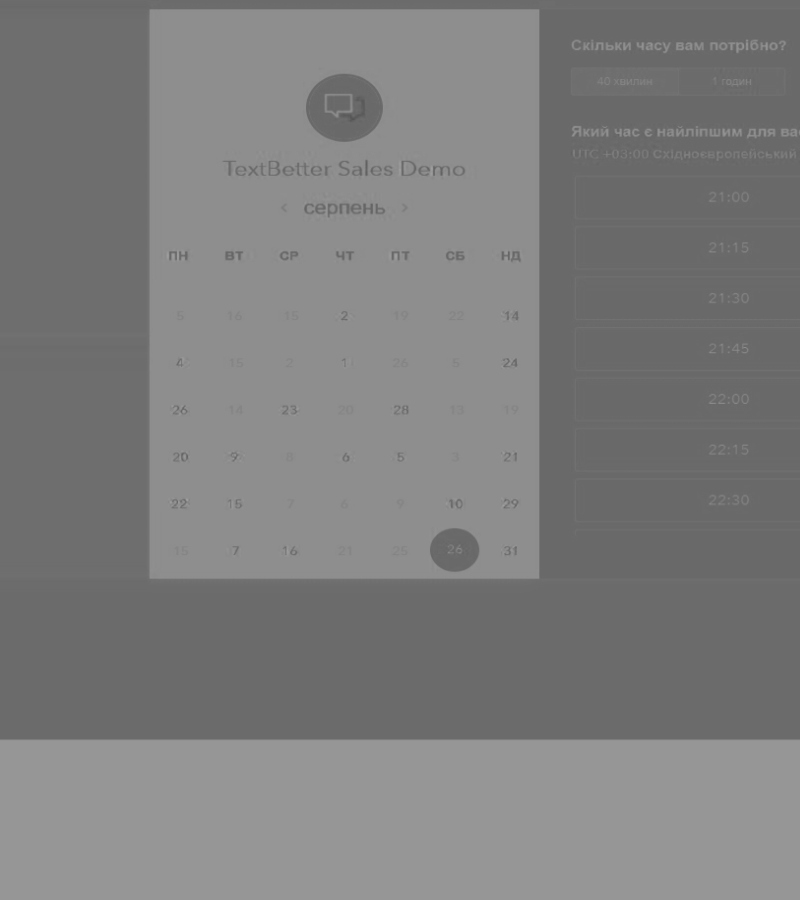 TextBetter Sales Demo
< серпень >
ПН ВТ СР ЧТ ПТ СБ НД
5 16 15 2 19 22 14
4 15 2 1 26 5 24
26 14 23 20 28 13 19
20 9 8 6 5 3 21
22 15 7 6 9 10 29
15 7 16 21 25 26 31
Скільки часу вам потрібно?
40 хвилин 1 годин
Який час є найліпшим для вас
UTC +03:00 Східноєвропейський
21:00
21:15
21:30
21:45
22:00
22:15
22:30